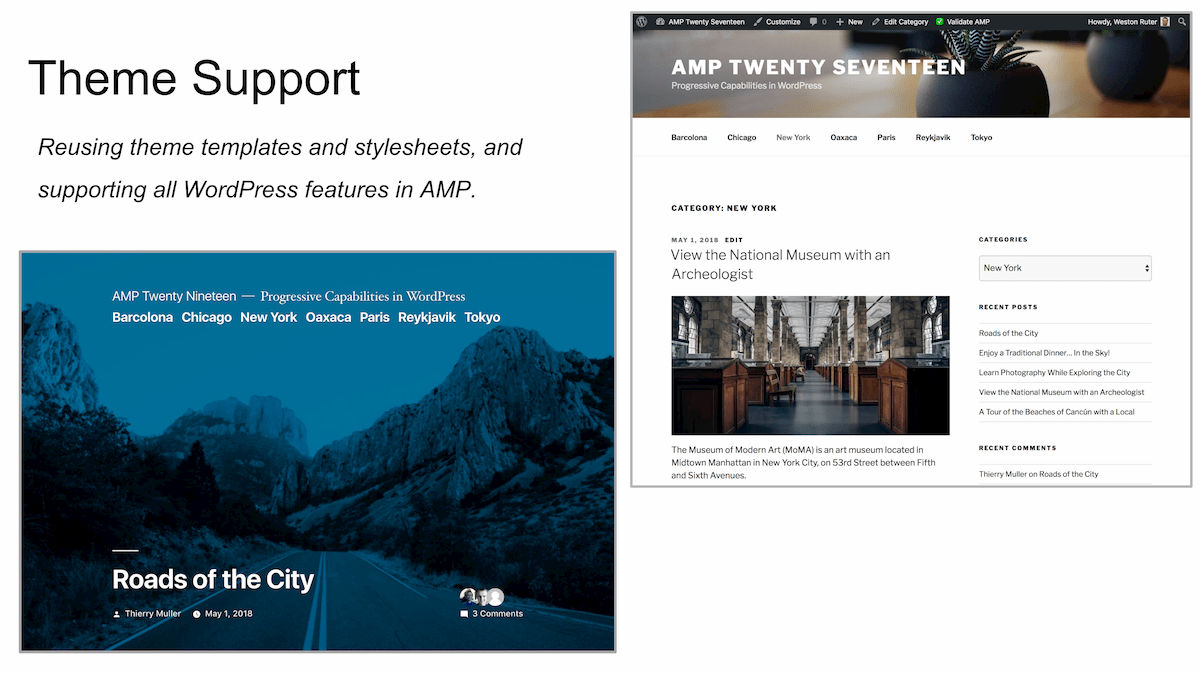 Theme Support
Reusing theme templates and stylesheets, and
supporting all WordPress features in AMP.
AMP Twenty Nineteen — Progressive Capabilities in WordPress
Barcolona Chicago New York Oaxaca Paris Reykjavik Tokyo
Roads of the City
Thierry Muller May 1, 2018
3 Comments
AMP Twenty Seventeen Customize 0 New Edit Category Validate AMP Howdy, Weston Ruter
AMP TWENTY SEVENTEEN
Progressive Capabilities in WordPress
Barcolona Chicago New York Oaxaca Paris Reykjavik Tokyo
CATEGORY: NEW YORK
MAY 1, 2018 EDIT
View the National Museum with an
Archeologist
The Museum of Modern Art (MoMA) is an art museum located in
Midtown Manhattan in New York City, on 53rd Street between Fifth
and Sixth Avenues.
CATEGORIES
New York
RECENT POSTS
Roads of the City
Enjoy a Traditional Dinner... In the Sky!
Learn Photography While Exploring the City
View the National Museum with an Archeologist
A Tour of the Beaches of Cancún with a Local
RECENT COMMENTS
Thierry Muller on Roads of the City